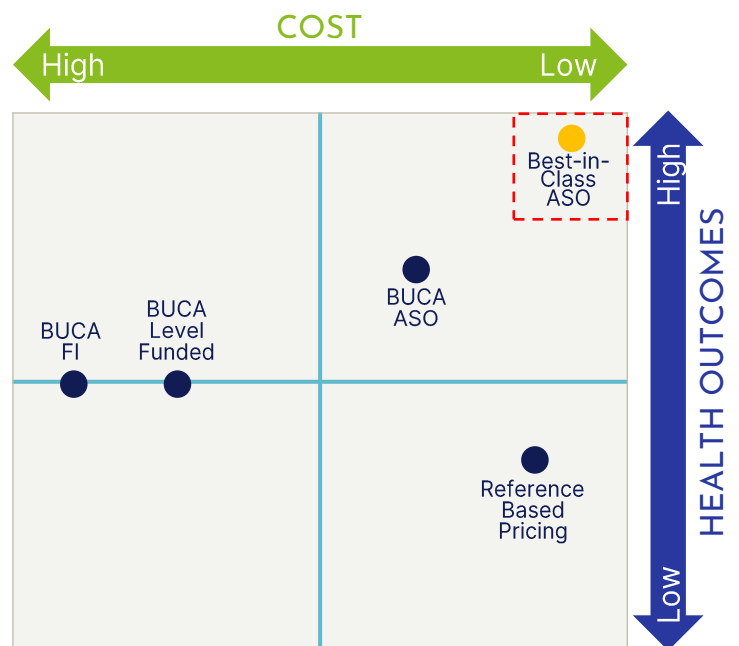 COST
High
Low
High
Best-in-
Class
ASO
BUCA
ASO
BUCA
FI
BUCA
Level
Funded
HEALTH OUTCOMES
Reference
Based
Pricing
Low